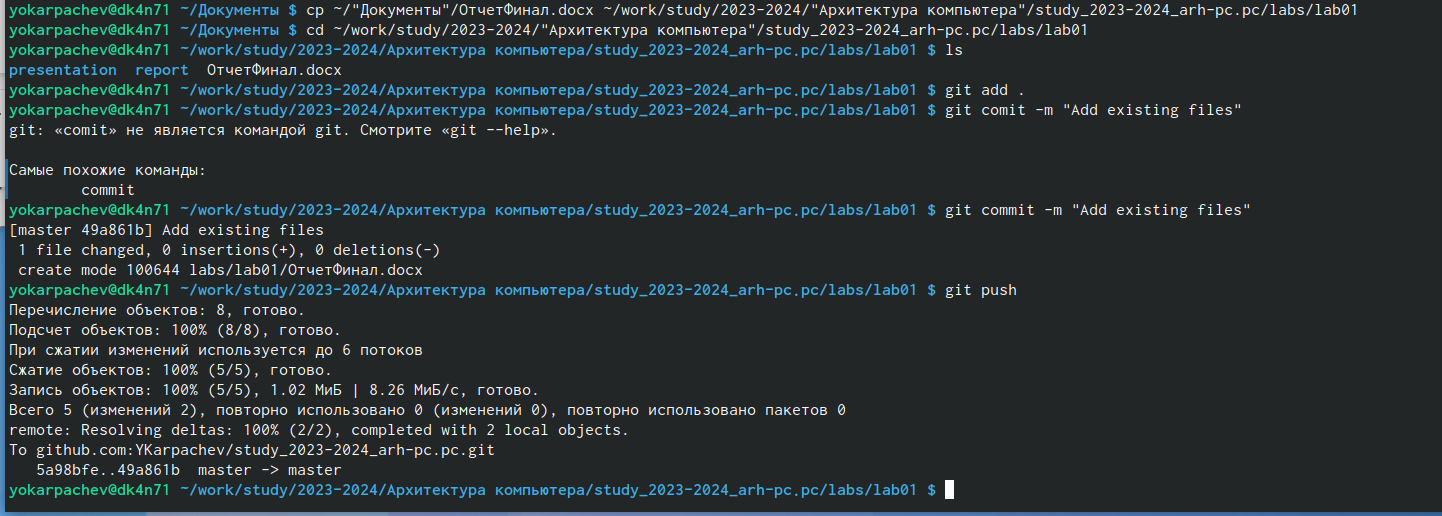 yokarpachev@dk4n71 ~/Документы $ cp ~/"Документы"/ОтчетФинал.docx ~/work/study/2023-2024/"Архитектура компьютера"/study_2023-2024_arh-pc.pc/labs/lab01
yokarpachev@dk4n71 ~/Документы $ cd ~/work/study/2023-2024/"Архитектура компьютера"/study_2023-2024_arh-pc.pc/labs/lab01
yokarpachev@dk4n71 ~/work/study/2023-2024/Архитектура компьютера/study_2023-2024_arh-pc.pc/labs/lab01 $ ls
presentation  report  ОтчетФинал.docx
yokarpachev@dk4n71 ~/work/study/2023-2024/Архитектура компьютера/study_2023-2024_arh-pc.pc/labs/lab01 $ git add .
yokarpachev@dk4n71 ~/work/study/2023-2024/Архитектура компьютера/study_2023-2024_arh-pc.pc/labs/lab01 $ git comit -m "Add existing files"
git: «comit» не является командой git. Смотрите «git --help».
Самые похожие команды:
commit
yokarpachev@dk4n71 ~/work/study/2023-2024/Архитектура компьютера/study_2023-2024_arh-pc.pc/labs/lab01 $ git commit -m "Add existing files"
[master 49a861b] Add existing files
1 file changed, 0 insertions(+), 0 deletions(-)
create mode 100644 labs/lab01/ОтчетФинал.docx
yokarpachev@dk4n71 ~/work/study/2023-2024/Архитектура компьютера/study_2023-2024_arh-pc.pc/labs/lab01 $ git push
Перечисление объектов: 8, готово.
Подсчет объектов: 100% (8/8), готово.
При сжатии изменений используется до 6 потоков
Сжатие объектов: 100% (5/5), готово.
Запись объектов: 100% (5/5), 1.02 МиБ | 8.26 МиБ/с, готово.
Всего 5 (изменений 2), повторно использовано 0 (изменений 0), повторно использовано пакетов 0
remote: Resolving deltas: 100% (2/2), completed with 2 local objects.
To github.com:YKarpachev/study_2023-2024_arh-pc.pc.git
5a98bfe..49a861b  master -> master
yokarpachev@dk4n71 ~/work/study/2023-2024/Архитектура компьютера/study_2023-2024_arh-pc.pc/labs/lab01 $